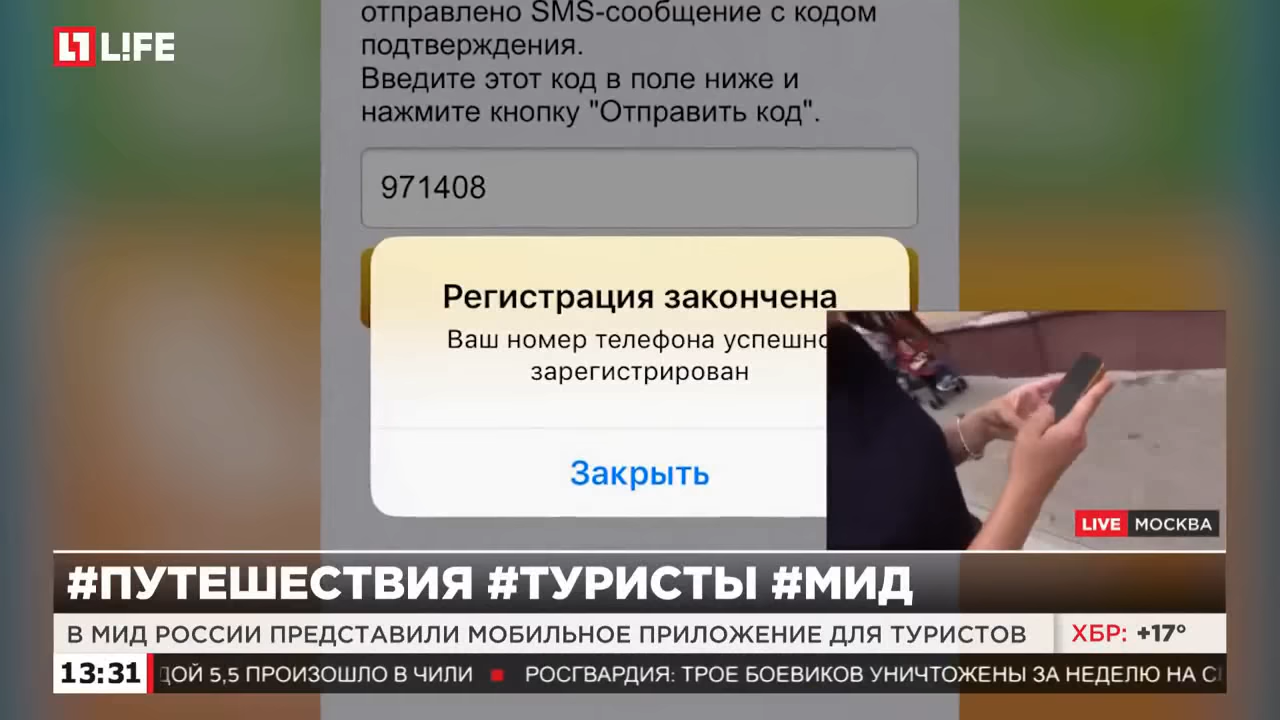 L!FE
отправлено SMS-сообщение с кодом
подтверждения.
Введите этот код в поле ниже и
нажмите кнопку "Отправить код".
971408
Регистрация закончена
Ваш номер телефона успешно
зарегистрирован
Закрыть
LIVE МОСКВА
#ПУТЕШЕСТВИЯ #ТУРИСТЫ #МИД
В МИД РОССИИ ПРЕДСТАВИЛИ МОБИЛЬНОЕ ПРИЛОЖЕНИЕ ДЛЯ ТУРИСТОВ
ХБР: +17°
13:31
ДОЙ 5,5 ПРОИЗОШЛО В ЧИЛИ ■ РОСГВАРДИЯ: ТРОЕ БОЕВИКОВ УНИЧТОЖЕНЫ ЗА НЕДЕЛЮ НА